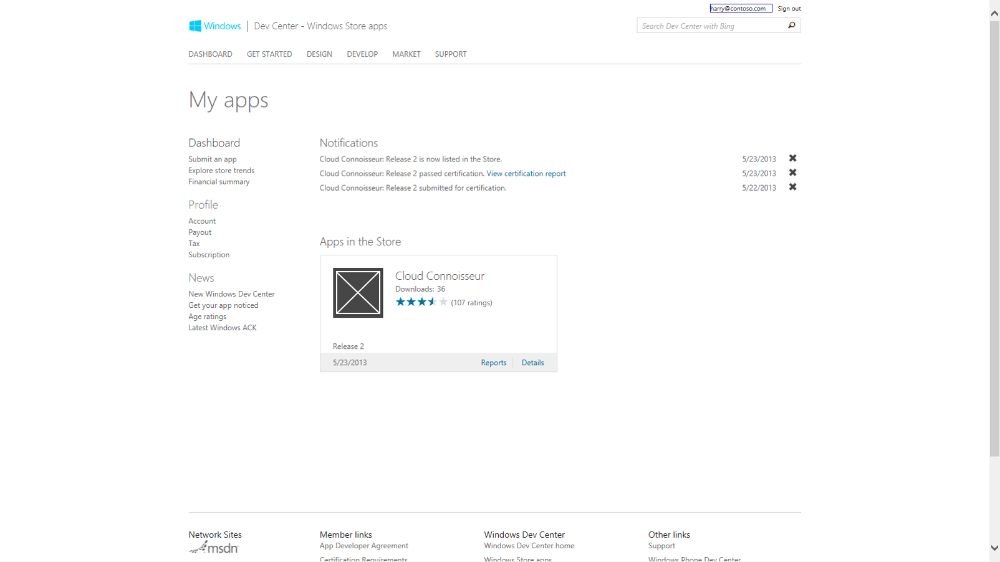 harry@contoso.com Sign out
Windows | Dev Center - Windows Store apps
Search Dev Center with Bing
DASHBOARD GET STARTED DESIGN DEVELOP MARKET SUPPORT
My apps
Dashboard
Submit an app
Explore store trends
Financial summary
Profile
Account
Payout
Tax
Subscription
News
New Windows Dev Center
Get your app noticed
Age ratings
Latest Windows ACK
Notifications
Cloud Connoisseur: Release 2 is now listed in the Store. 5/23/2013
Cloud Connoisseur: Release 2 passed certification. View certification report 5/23/2013
Cloud Connoisseur: Release 2 submitted for certification. 5/22/2013
Apps in the Store
Cloud Connoisseur
Downloads: 36
(107 ratings)
Release 2
5/23/2013 Reports Details
Network Sites
msdn
Member links
App Developer Agreement
Certification Requirements
Windows Dev Center
Windows Dev Center home
Windows Store apps
Other links
Support
Windows Phone Dev Center